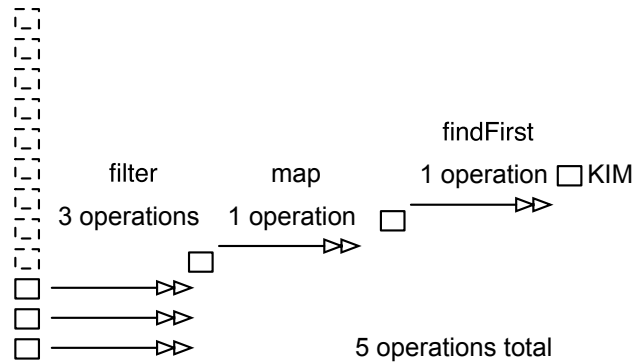 findFirst
filter map 1 operation KIM
3 operations 1 operation
5 operations total